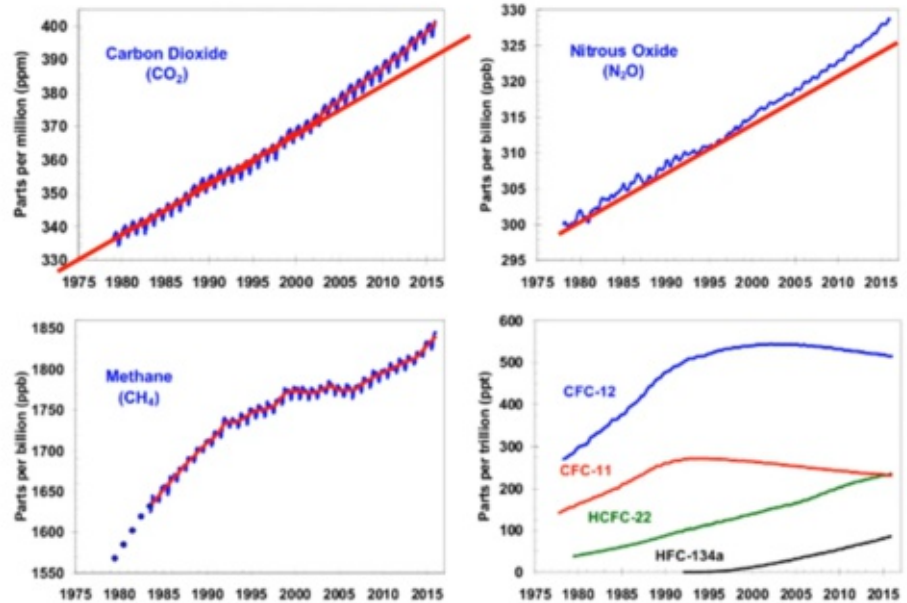 Parts per million (ppm)
400
390
380
370
360
350
340
330
Carbon Dioxide
(CO₂)
1975 1980 1985 1990 1995 2000 2005 2010 2015
Parts per billion (ppb)
330
325
320
315
310
305
300
295
Nitrous Oxide
(N₂O)
1975 1980 1985 1990 1995 2000 2005 2010 2015
Parts per billion (ppb)
1850
1800
1750
1700
1650
1600
1550
Methane
(CH₄)
1975 1980 1985 1990 1995 2000 2005 2010 2015
Parts per trillion (ppt)
600
500
400
300
200
100
0
CFC-12
CFC-11
HCFC-22
HFC-134a
1975 1980 1985 1990 1995 2000 2005 2010 2015